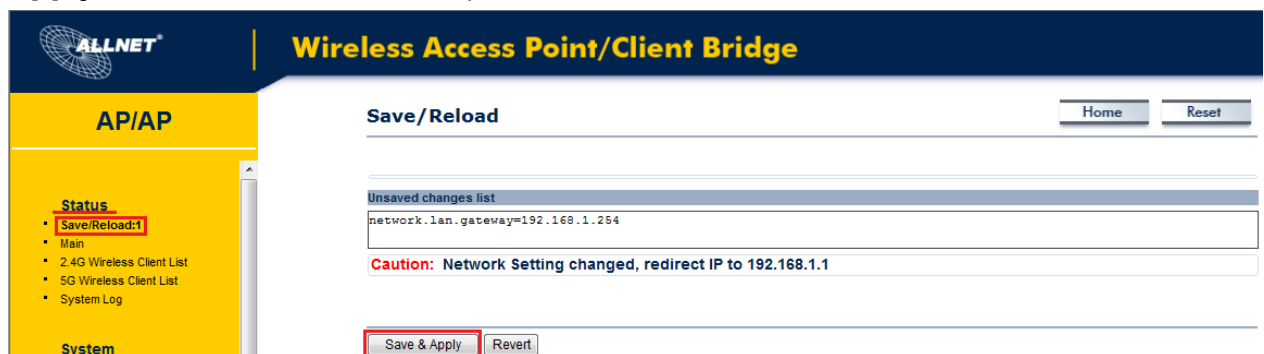 ALLNET®
Wireless Access Point/Client Bridge
AP/AP
Save/Reload
Home
Reset
Status
Save/Reload:1
Main
2.4G Wireless Client List
5G Wireless Client List
System Log
System
Unsaved changes list
network.lan.gateway=192.168.1.254
Caution: Network Setting changed, redirect IP to 192.168.1.1
Save & Apply
Revert